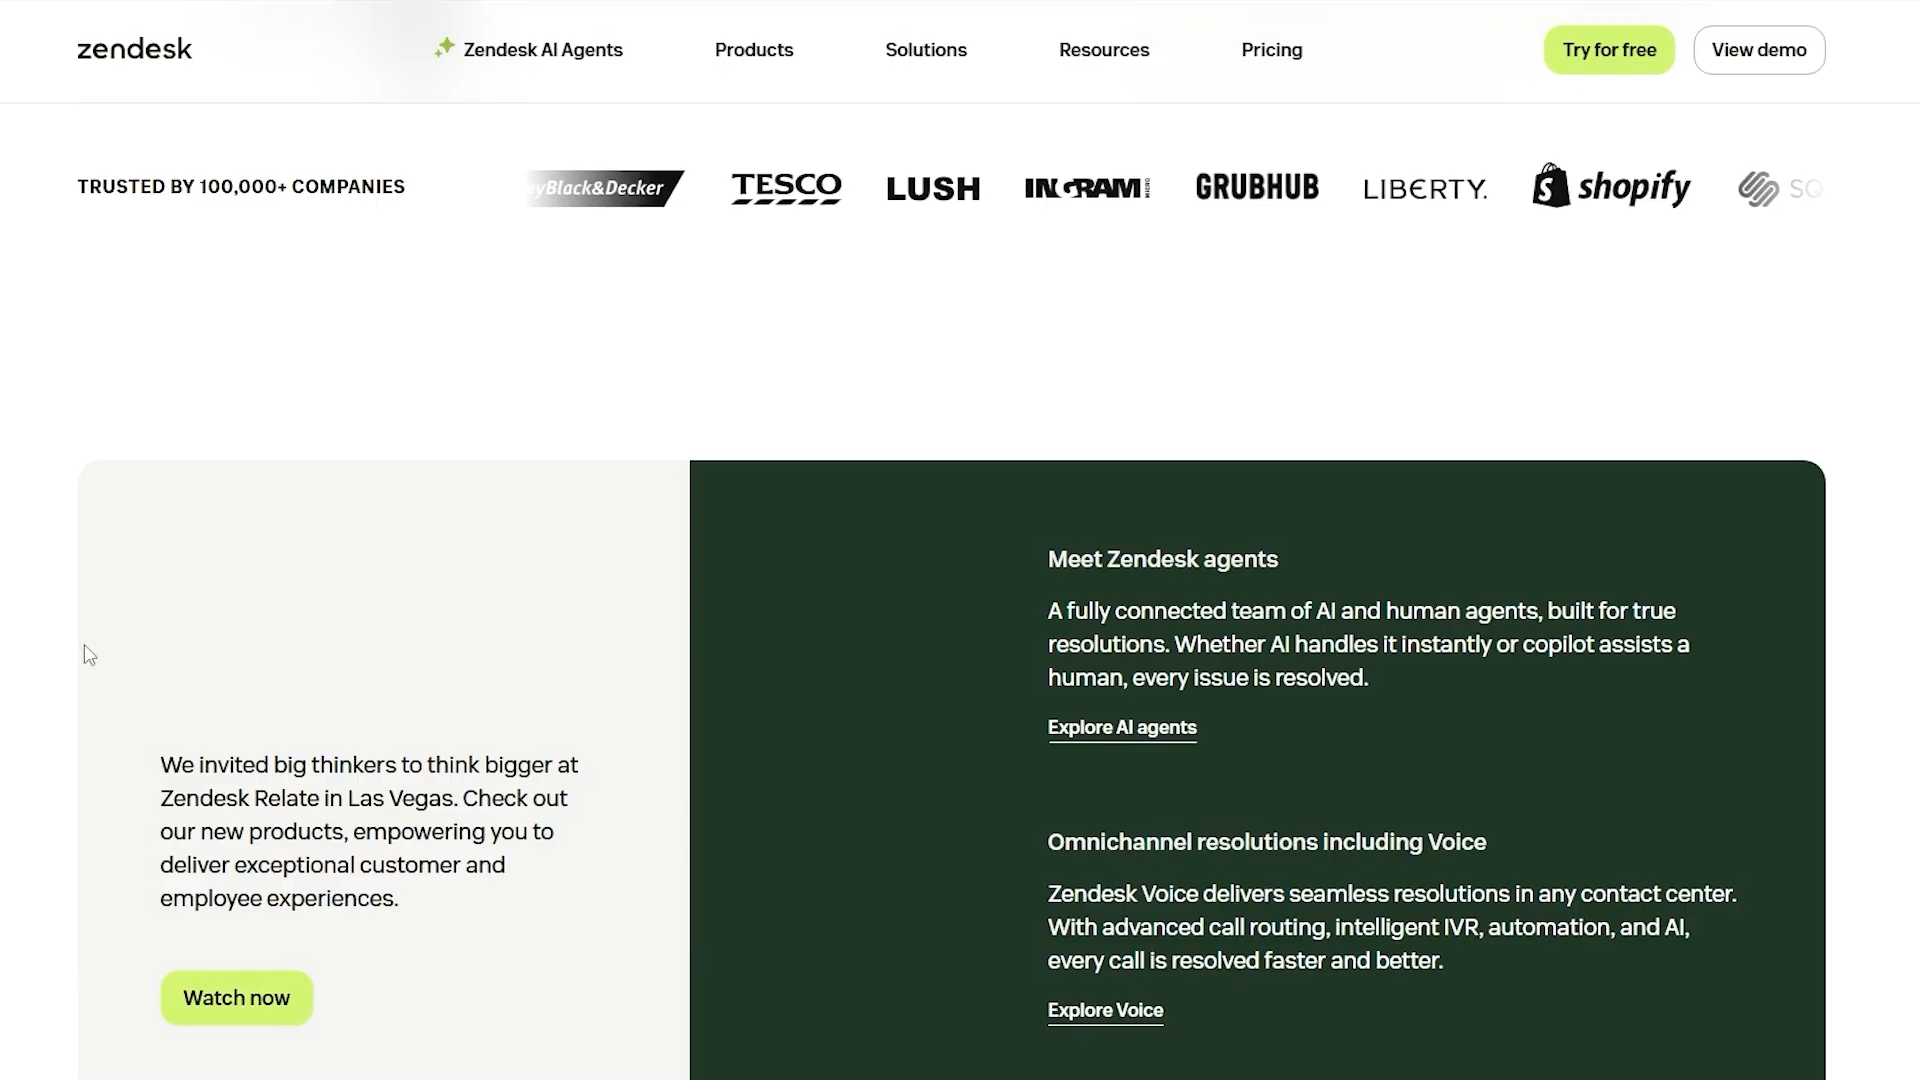 zendesk
Zendesk AI Agents
Products
Solutions
Resources
Pricing
Try for free
View demo
TRUSTED BY 100,000+ COMPANIES
Black&Decker
TESCO
LUSH
INGRAM
GRUBHUB
LIBERTY.
shopify
We invited big thinkers to think bigger at
Zendesk Relate in Las Vegas. Check out
our new products, empowering you to
deliver exceptional customer and
employee experiences.
Watch now
Meet Zendesk agents
A fully connected team of AI and human agents, built for true
resolutions. Whether AI handles it instantly or copilot assists a
human, every issue is resolved.
Explore AI agents
Omnichannel resolutions including Voice
Zendesk Voice delivers seamless resolutions in any contact center.
With advanced call routing, intelligent IVR, automation, and AI,
every call is resolved faster and better.
Explore Voice